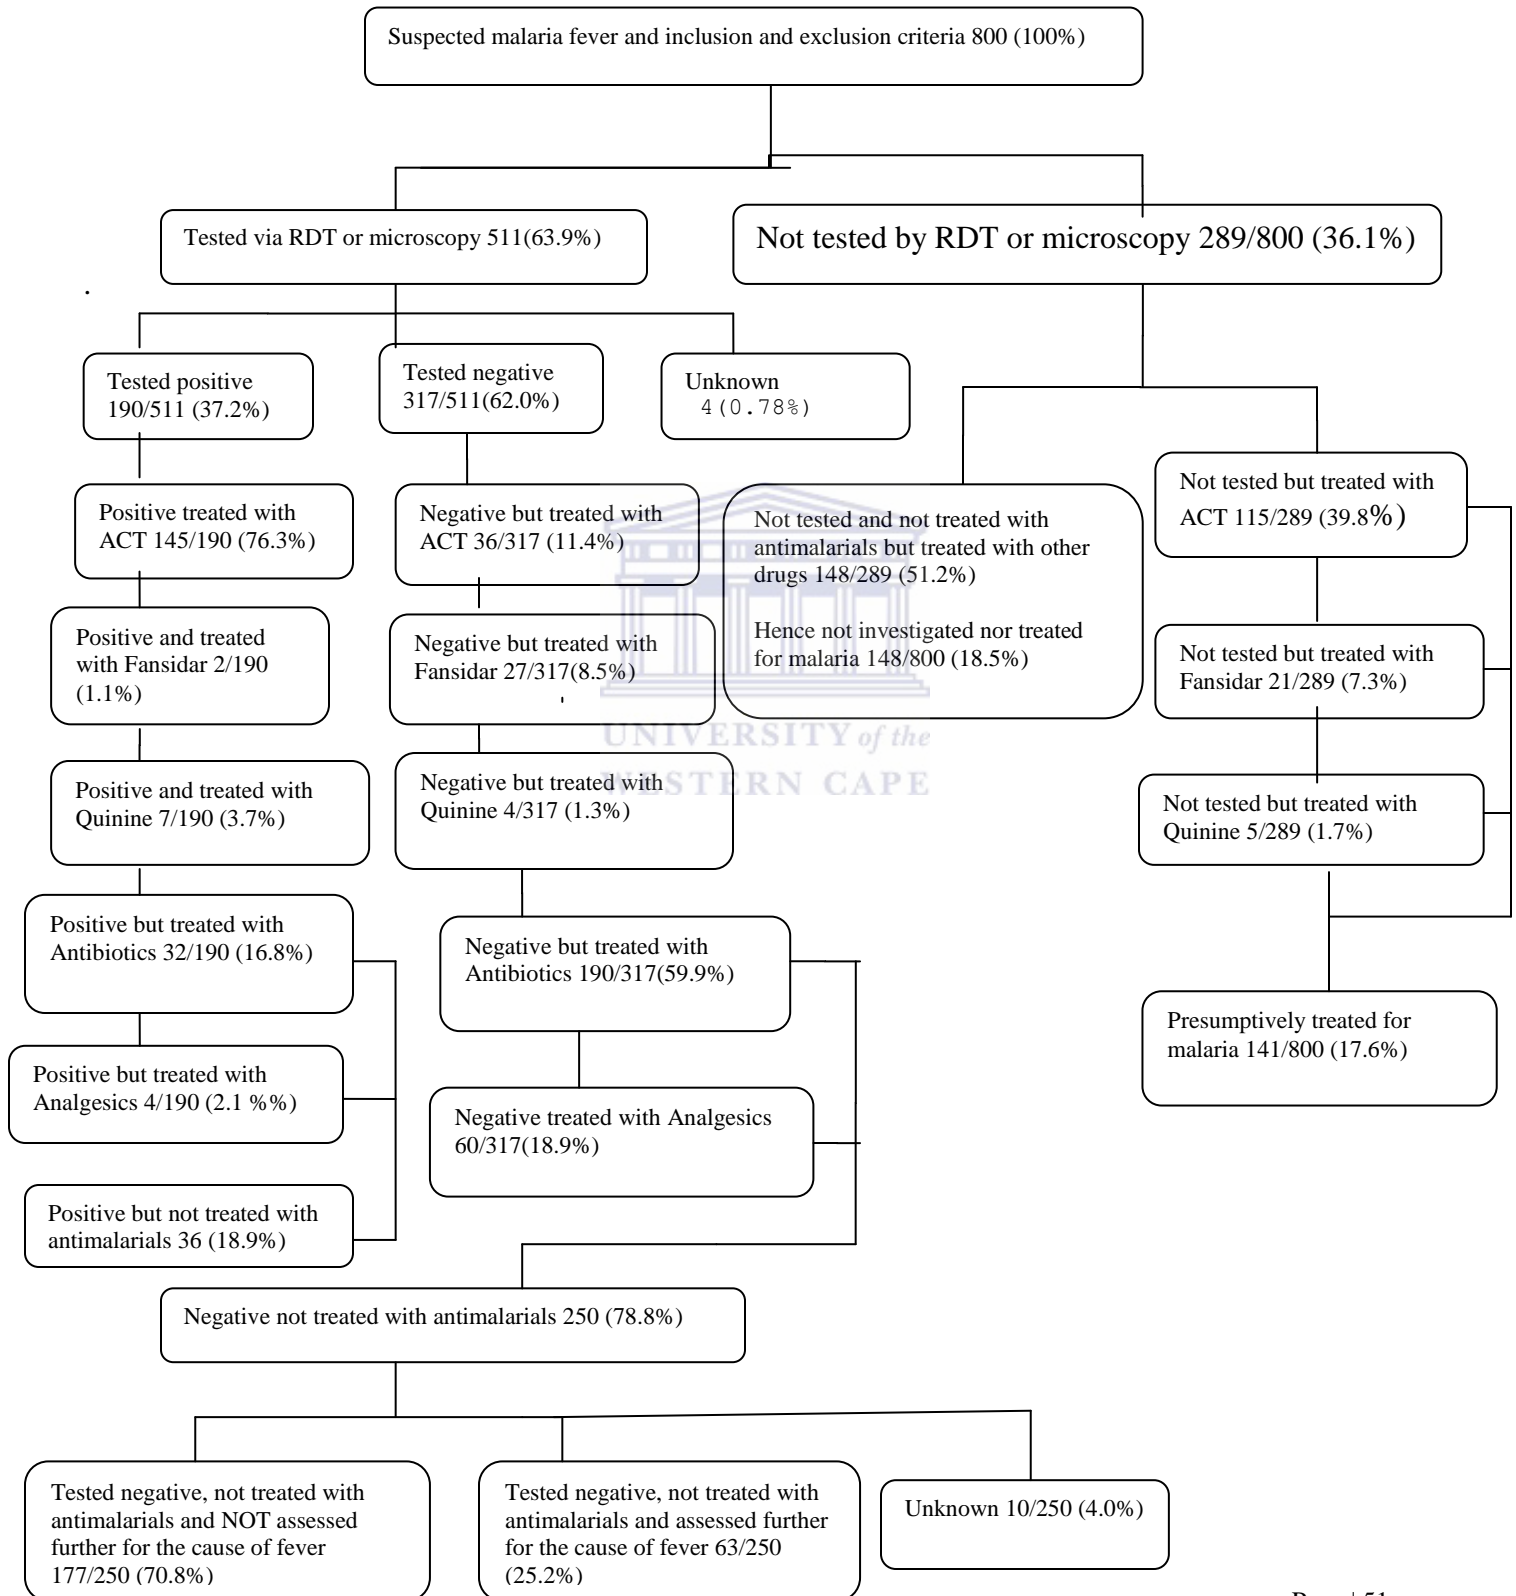 Suspected malaria fever and inclusion and exclusion criteria 800 (100%)
Tested via RDT or microscopy 511(63.9%)
Not tested by RDT or microscopy 289/800 (36.1%)
.
Tested positive
190/511 (37.2%)
Tested negative
317/511(62.0%)
Unknown
4(0.78%)
Positive treated with
ACT 145/190 (76.3%)
Negative but treated with
ACT 36/317 (11.4%)
Not tested and not treated with
antimalarials but treated with other
drugs 148/289 (51.2%)
Hence not investigated nor treated
for malaria 148/800 (18.5%)
Not tested but treated with
ACT 115/289 (39.8%)
Positive and treated
with Fansidar 2/190
(1.1%)
Negative but treated with
Fansidar 27/317(8.5%)
Not tested but treated with
Fansidar 21/289 (7.3%)
UNIVERSITY of the
WESTERN CAPE
Positive and treated with
Quinine 7/190 (3.7%)
Negative but treated with
Quinine 4/317 (1.3%)
Not tested but treated with
Quinine 5/289 (1.7%)
Positive but treated with
Antibiotics 32/190 (16.8%)
Negative but treated with
Antibiotics 190/317(59.9%)
Presumptively treated for
malaria 141/800 (17.6%)
Positive but treated with
Analgesics 4/190 (2.1 %%)
Negative treated with Analgesics
60/317(18.9%)
Positive but not treated with
antimalarials 36 (18.9%)
Negative not treated with antimalarials 250 (78.8%)
Tested negative, not treated with
antimalarials and NOT assessed
further for the cause of fever
177/250 (70.8%)
Tested negative, not treated with
antimalarials and assessed further
for the cause of fever 63/250
(25.2%)
Unknown 10/250 (4.0%)